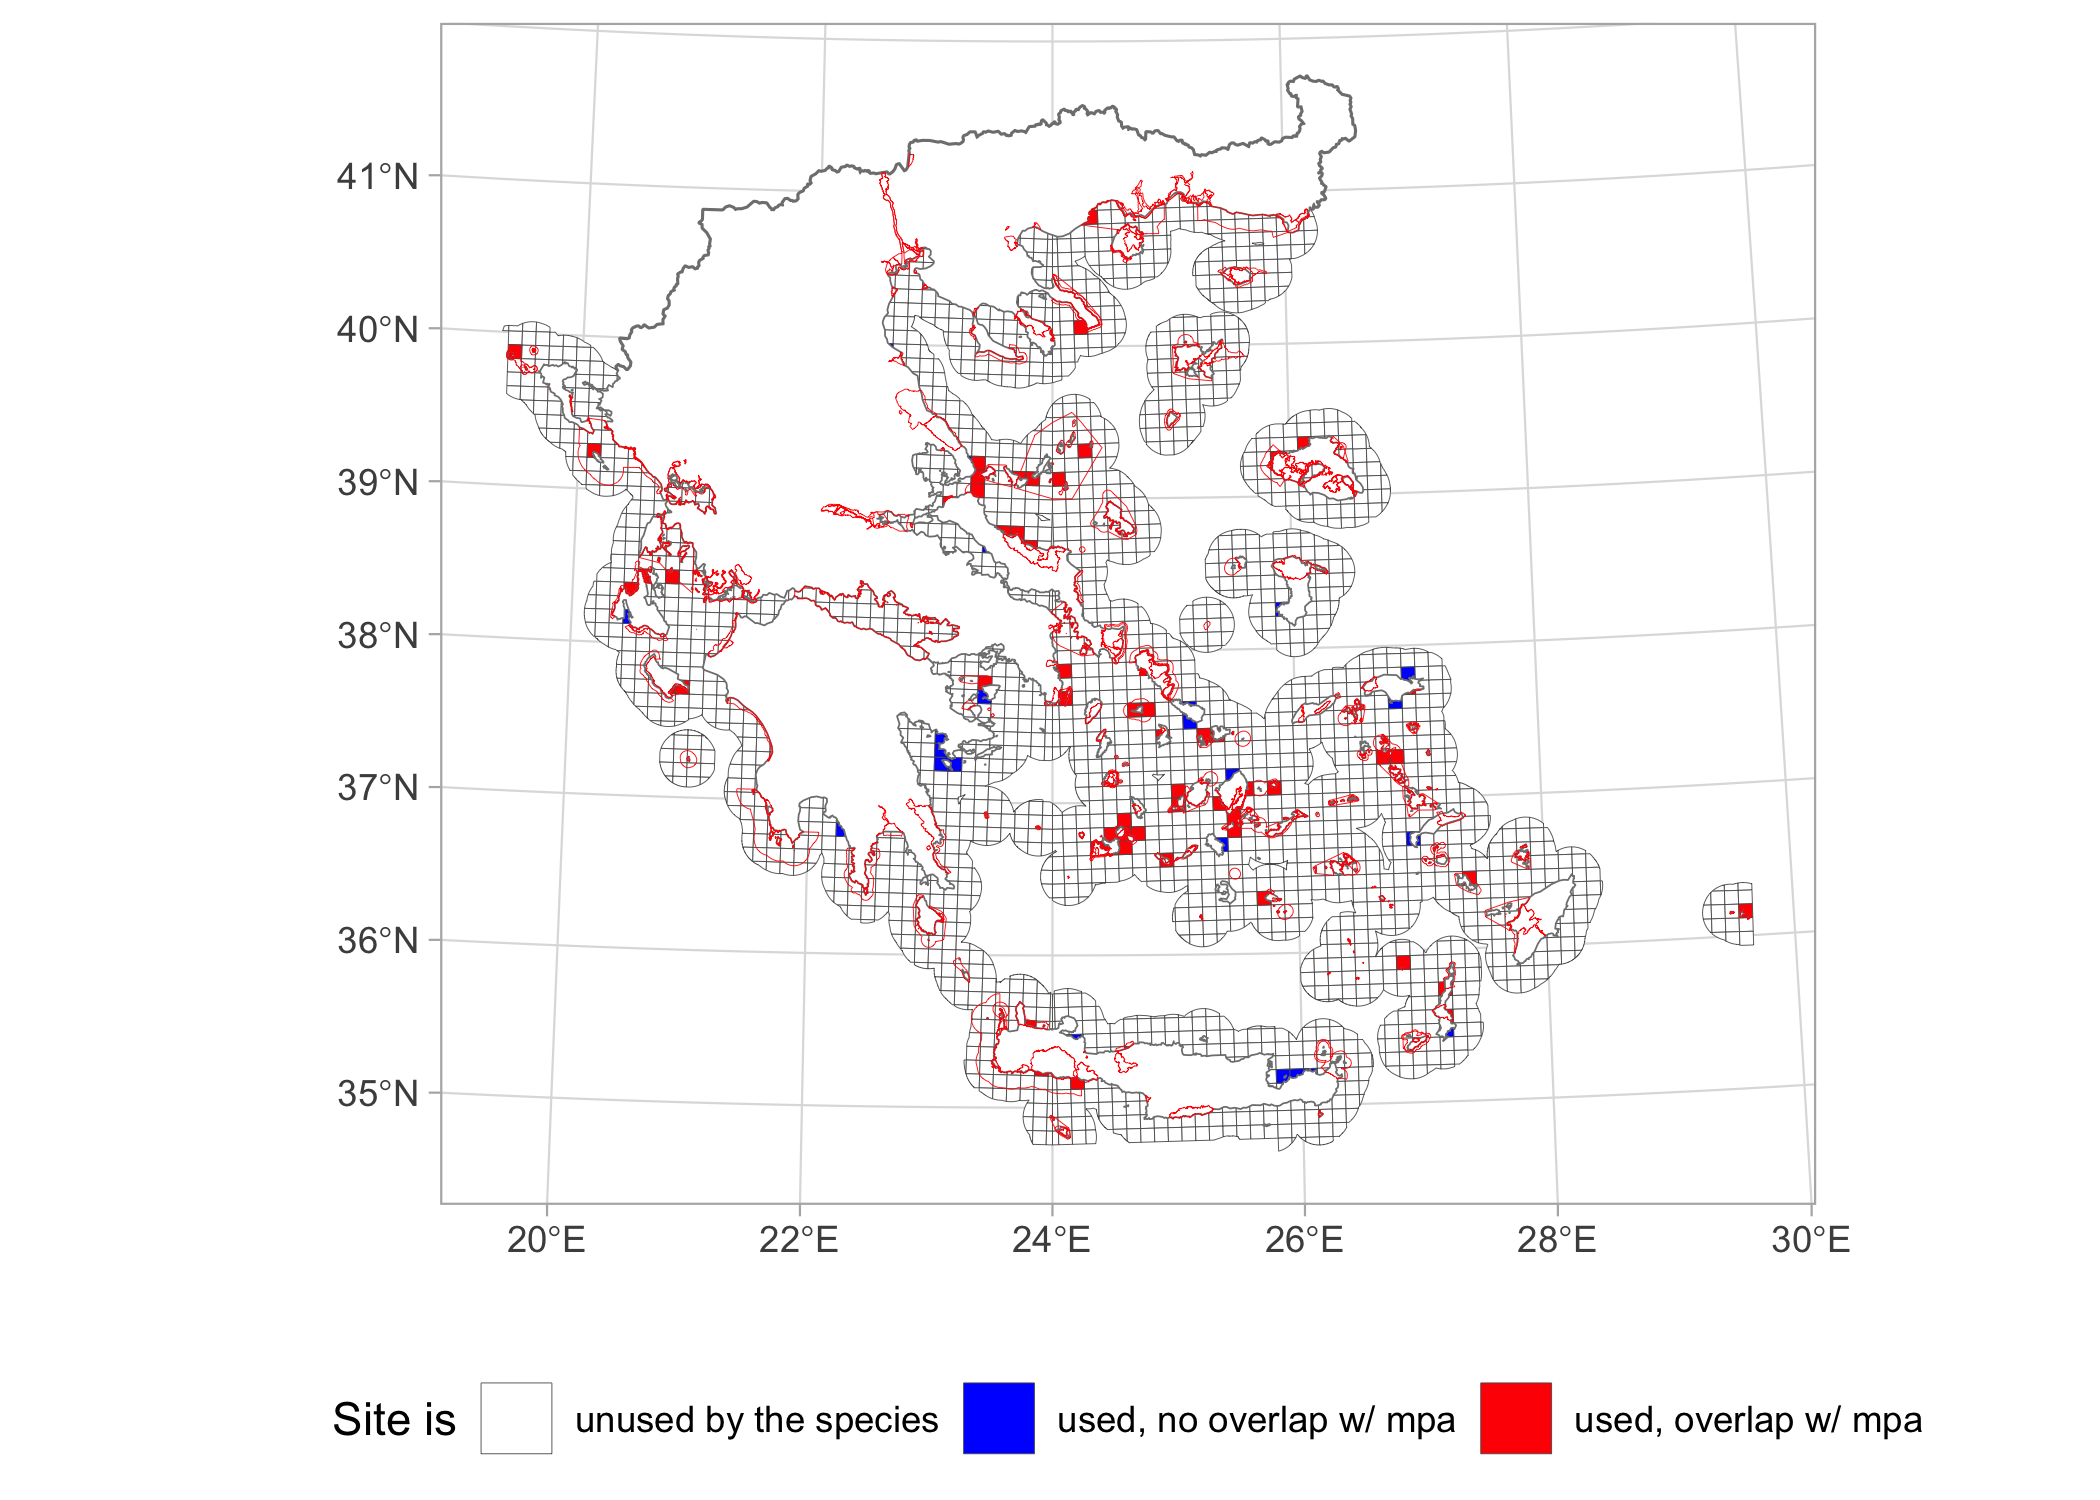 41°N
40°N
39°N
38°N
37°N
36°N
35°N
20°E 22°E 24°E 26°E 28°E 30°E
Site is unused by the species used, no overlap w/ mpa used, overlap w/ mpa